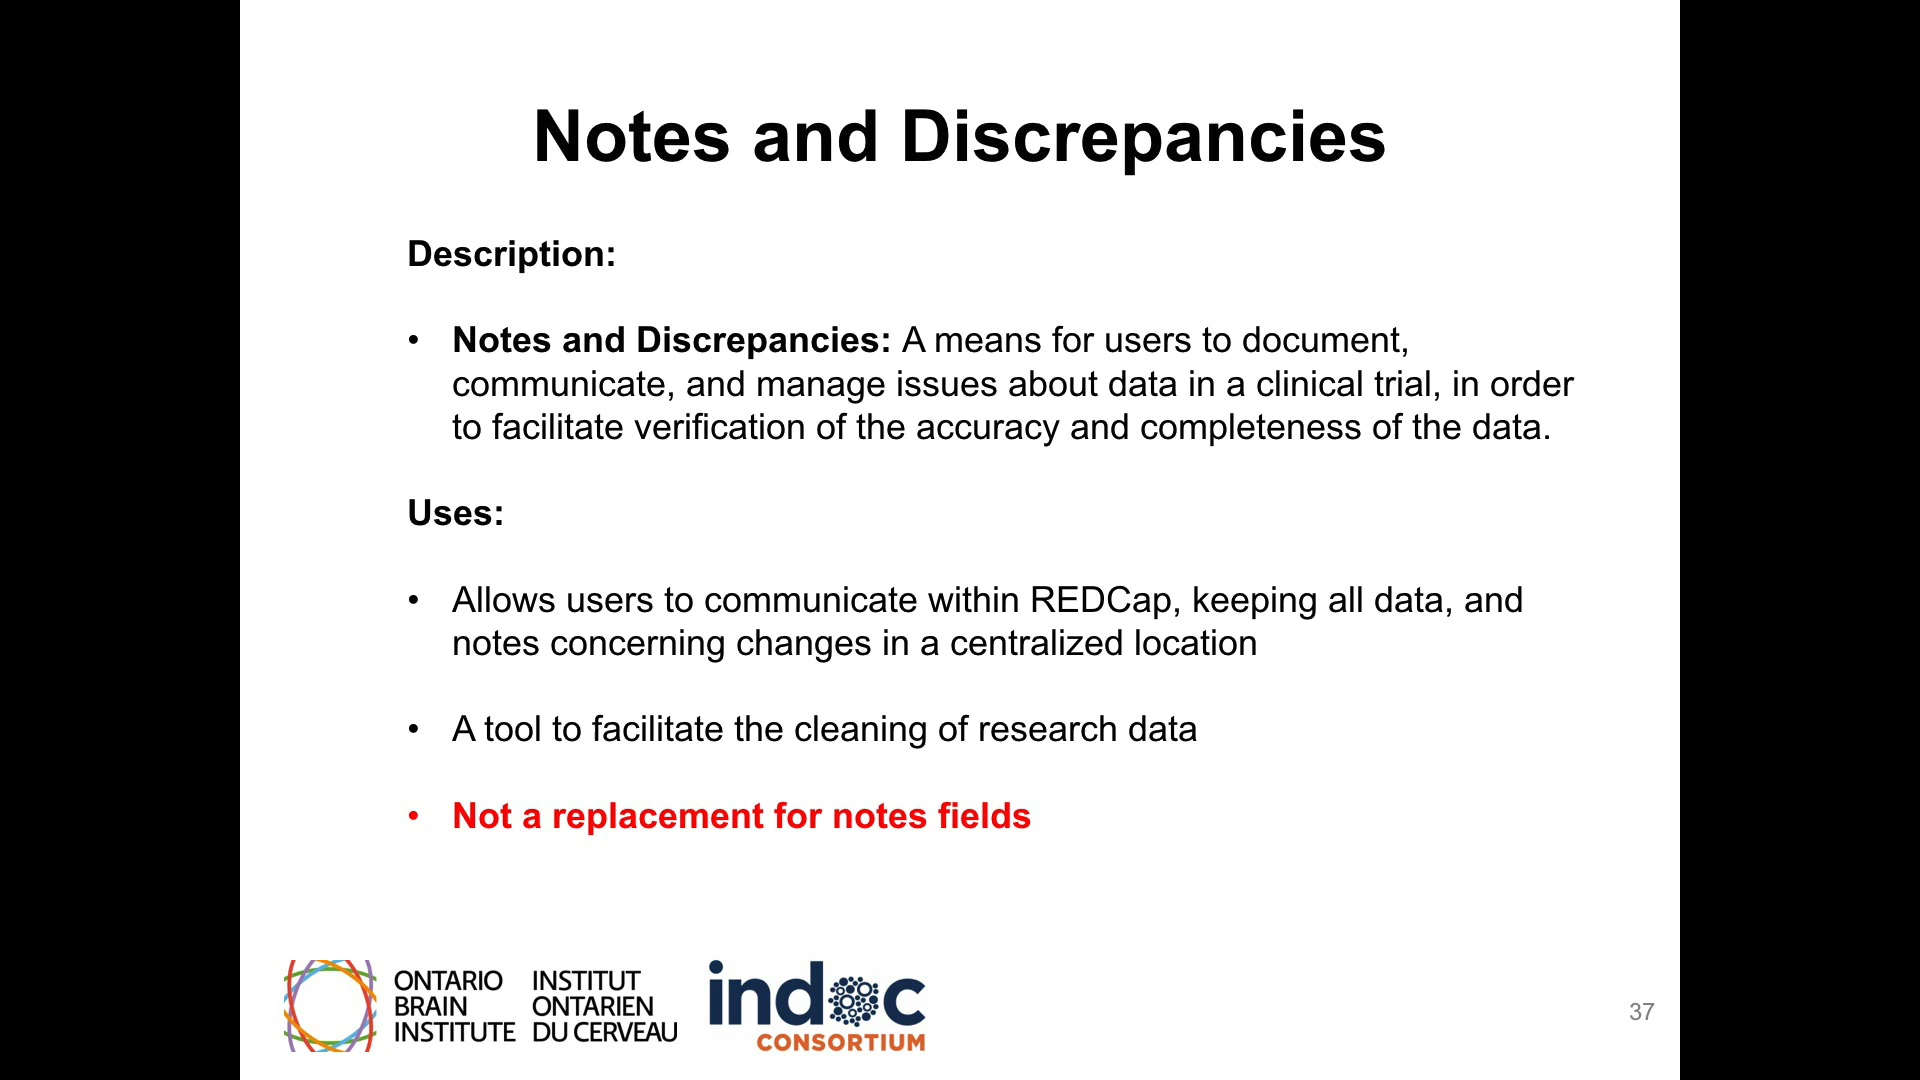 Notes and Discrepancies
Description:
• Notes and Discrepancies: A means for users to document,
communicate, and manage issues about data in a clinical trial, in order
to facilitate verification of the accuracy and completeness of the data.
Uses:
• Allows users to communicate within REDCap, keeping all data, and
notes concerning changes in a centralized location
• A tool to facilitate the cleaning of research data
• Not a replacement for notes fields
ONTARIO
BRAIN
INSTITUTE
INSTITUT
ONTARIEN
DU CERVEAU
indoc
CONSORTIUM
37